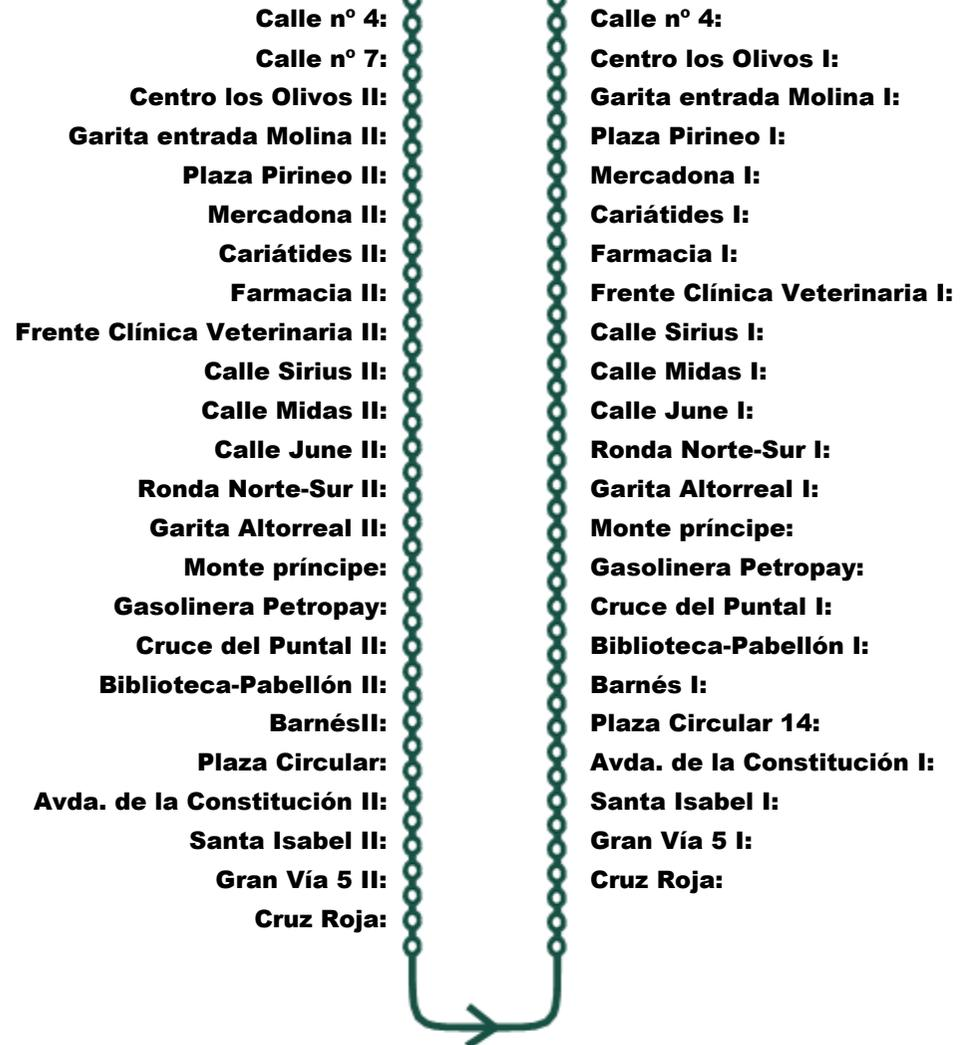 Calle nº 4:
Calle nº 7:
Centro los Olivos II:
Garita entrada Molina II:
Plaza Pirineo II:
Mercadona II:
Cariátides II:
Farmacia II:
Frente Clínica Veterinaria II:
Calle Sirius II:
Calle Midas II:
Calle June II:
Ronda Norte-Sur II:
Garita Altorreal II:
Monte príncipe:
Gasolinera Petropay:
Cruce del Puntal II:
Biblioteca-Pabellón II:
BarnésII:
Plaza Circular:
Avda. de la Constitución II:
Santa Isabel II:
Gran Vía 5 II:
Cruz Roja:
Calle nº 4:
Centro los Olivos I:
Garita entrada Molina I:
Plaza Pirineo I:
Mercadona I:
Cariátides I:
Farmacia I:
Frente Clínica Veterinaria I:
Calle Sirius I:
Calle Midas I:
Calle June I:
Ronda Norte-Sur I:
Garita Altorreal I:
Monte príncipe:
Gasolinera Petropay:
Cruce del Puntal I:
Biblioteca-Pabellón I:
Barnés I:
Plaza Circular 14:
Avda. de la Constitución I:
Santa Isabel I:
Gran Vía 5 I:
Cruz Roja: